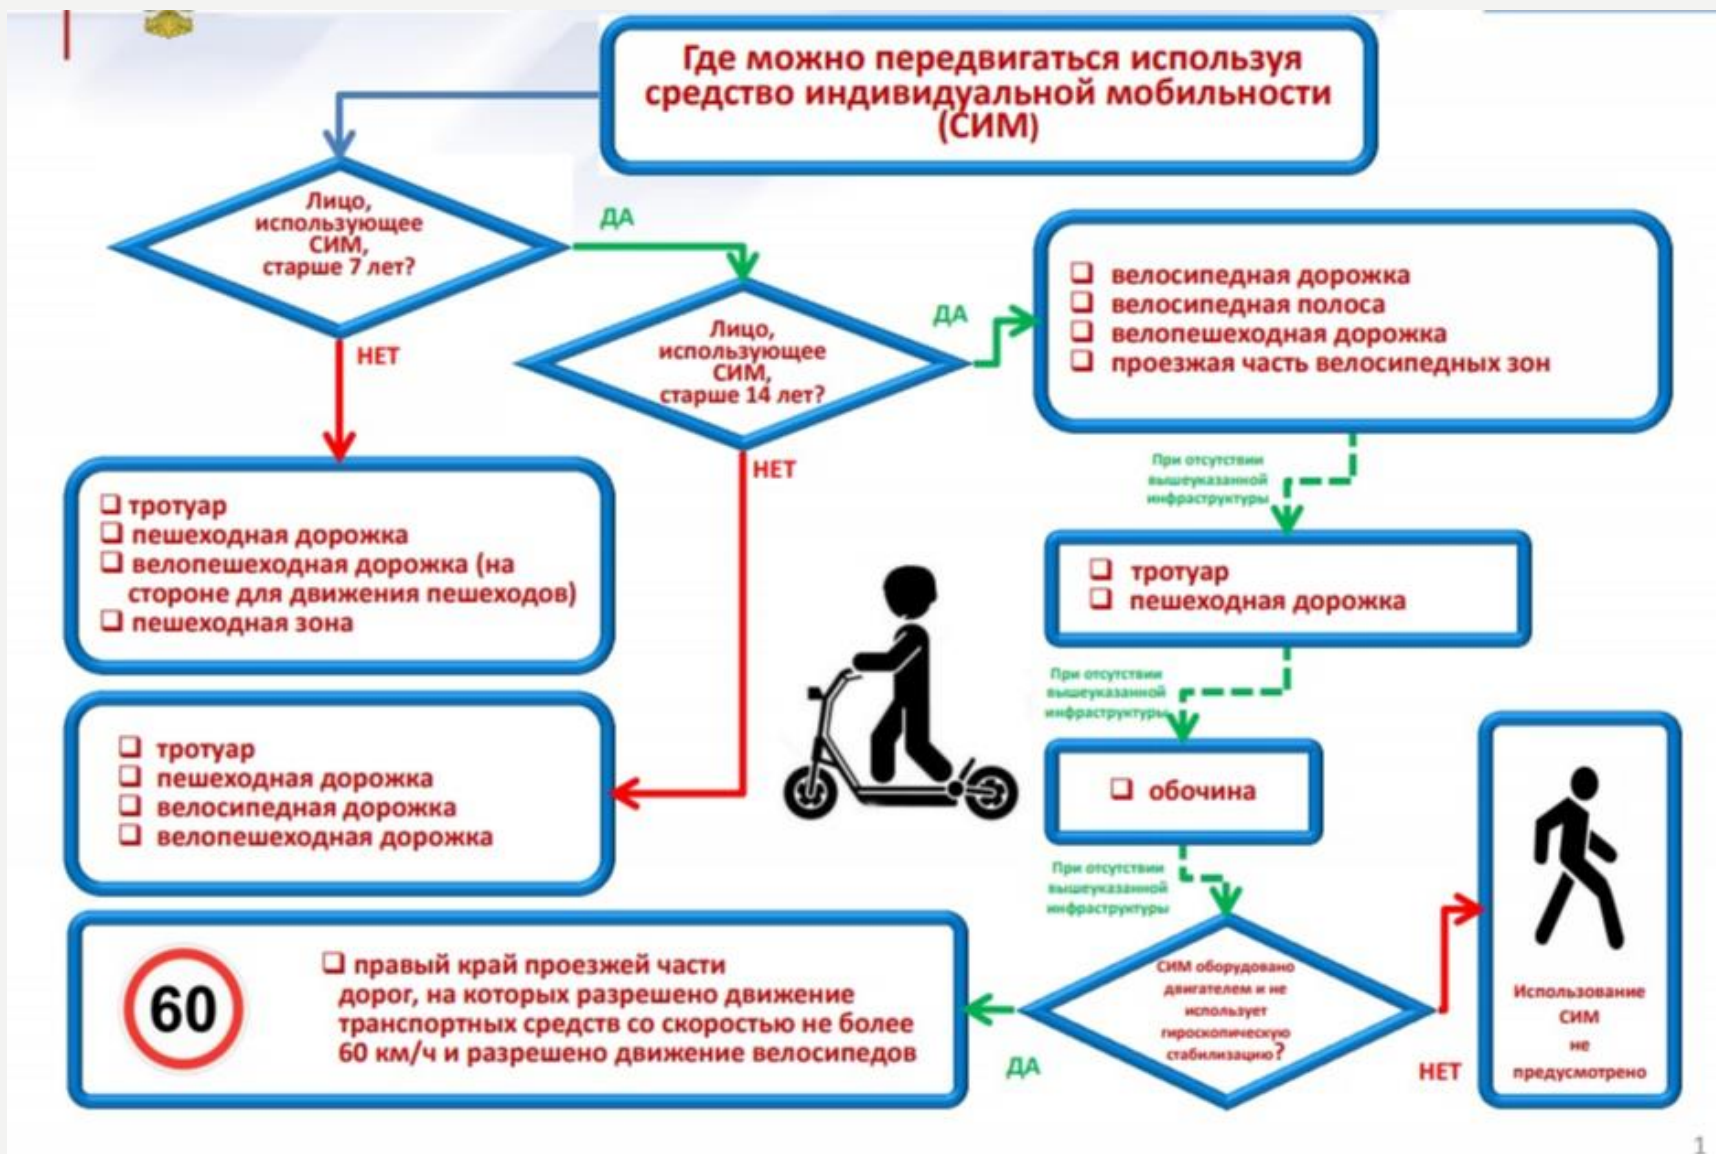 Где можно передвигаться используя
средство индивидуальной мобильности
(СИМ)
Лицо,
использующее
СИМ,
старше 7 лет?
ДА
НЕТ
Лицо,
использующее
СИМ,
старше 14 лет?
ДА
НЕТ
велосипедная дорожка
велосипедная полоса
велопешеходная дорожка
проезжая часть велосипедных зон
При отсутствии
вышеуказанной
инфраструктуры
тротуар
пешеходная дорожка
велопешеходная дорожка (на
стороне для движения пешеходов)
пешеходная зона
тротуар
пешеходная дорожка
При отсутствии
вышеуказанной
инфраструктуры
тротуар
пешеходная дорожка
велосипедная дорожка
велопешеходная дорожка
обочина
При отсутствии
вышеуказанной
инфраструктуры
60
правый край проезжей части
дорог, на которых разрешено движение
транспортных средств со скоростью не более
60 км/ч и разрешено движение велосипедов
СИМ оборудовано
двигателем и не
использует
гироскопическую
стабилизацию?
ДА
НЕТ
Использование
СИМ
не
предусмотрено
1